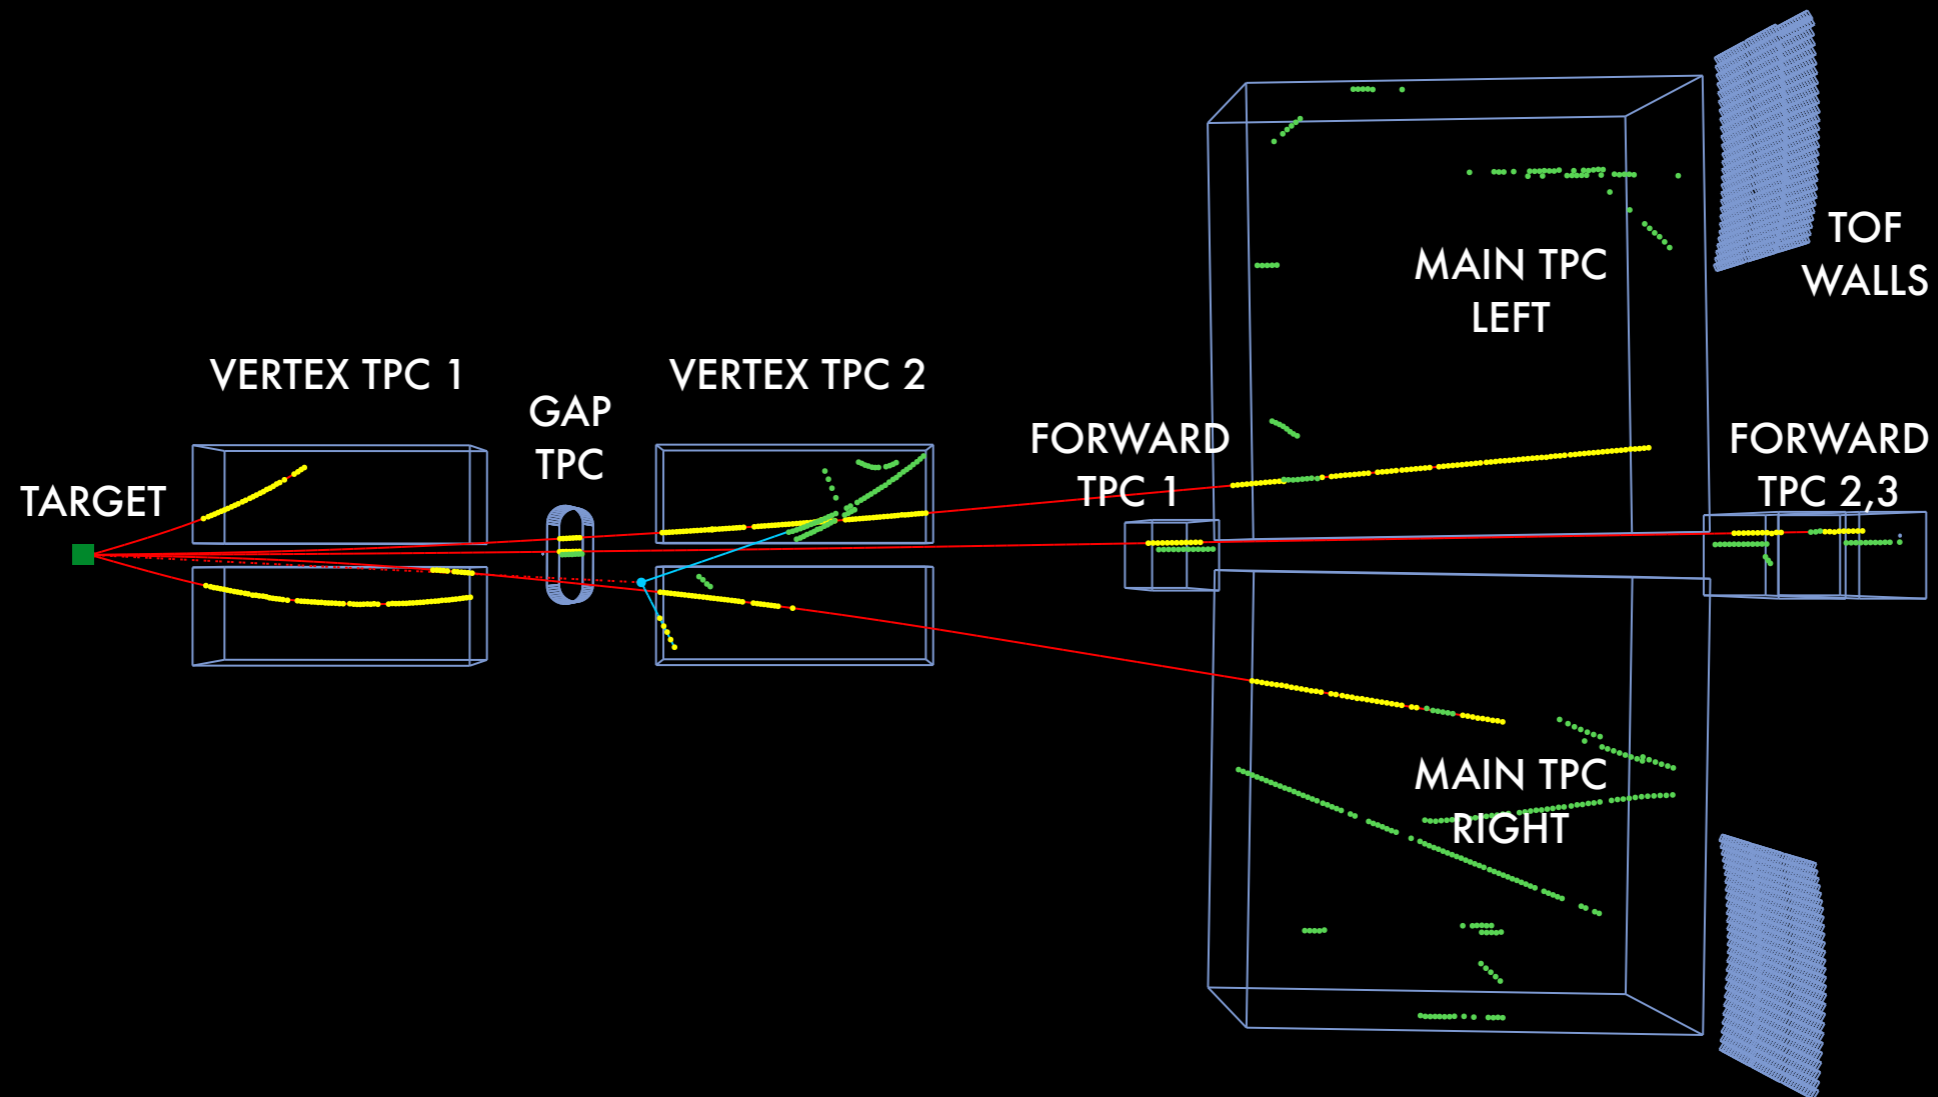 TARGET
VERTEX TPC 1
GAP
TPC
VERTEX TPC 2
FORWARD
TPC 1
MAIN TPC
LEFT
MAIN TPC
RIGHT
TOF
WALLS
FORWARD
TPC 2,3